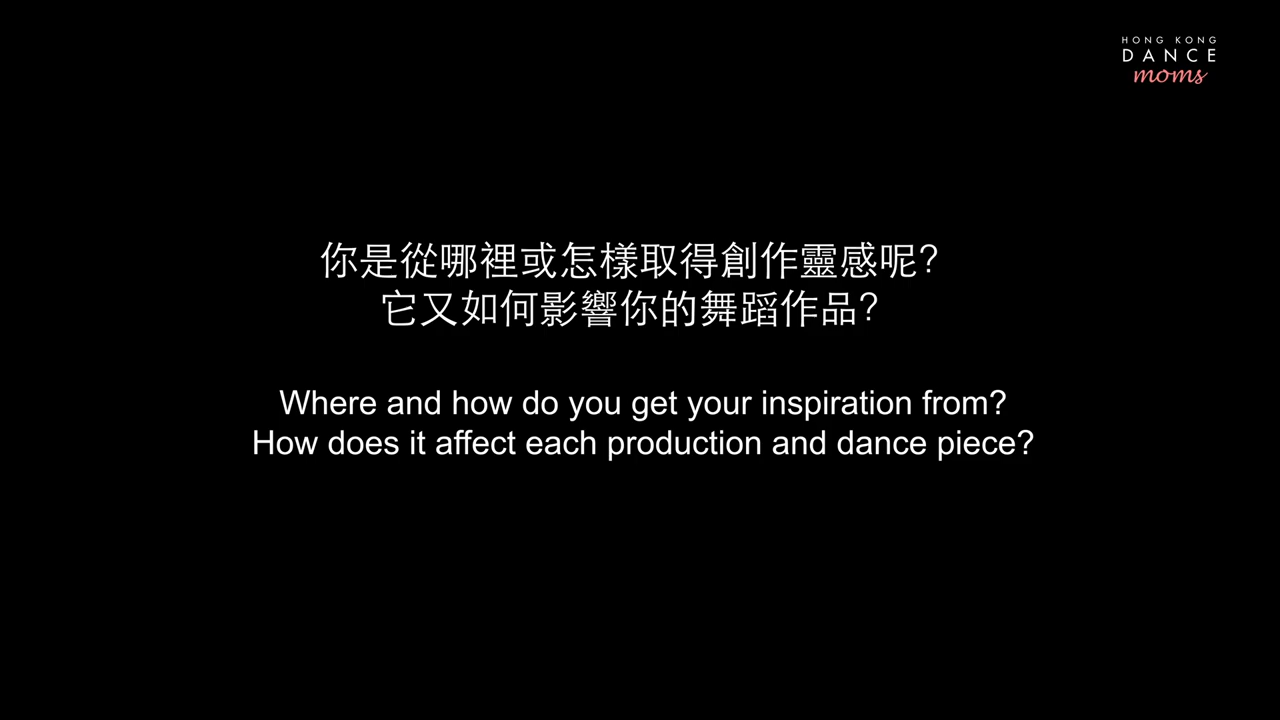 HONG KONG
DANCE
moms
你是從哪裡或怎樣取得創作靈感呢?
它又如何影響你的舞蹈作品?
Where and how do you get your inspiration from?
How does it affect each production and dance piece?